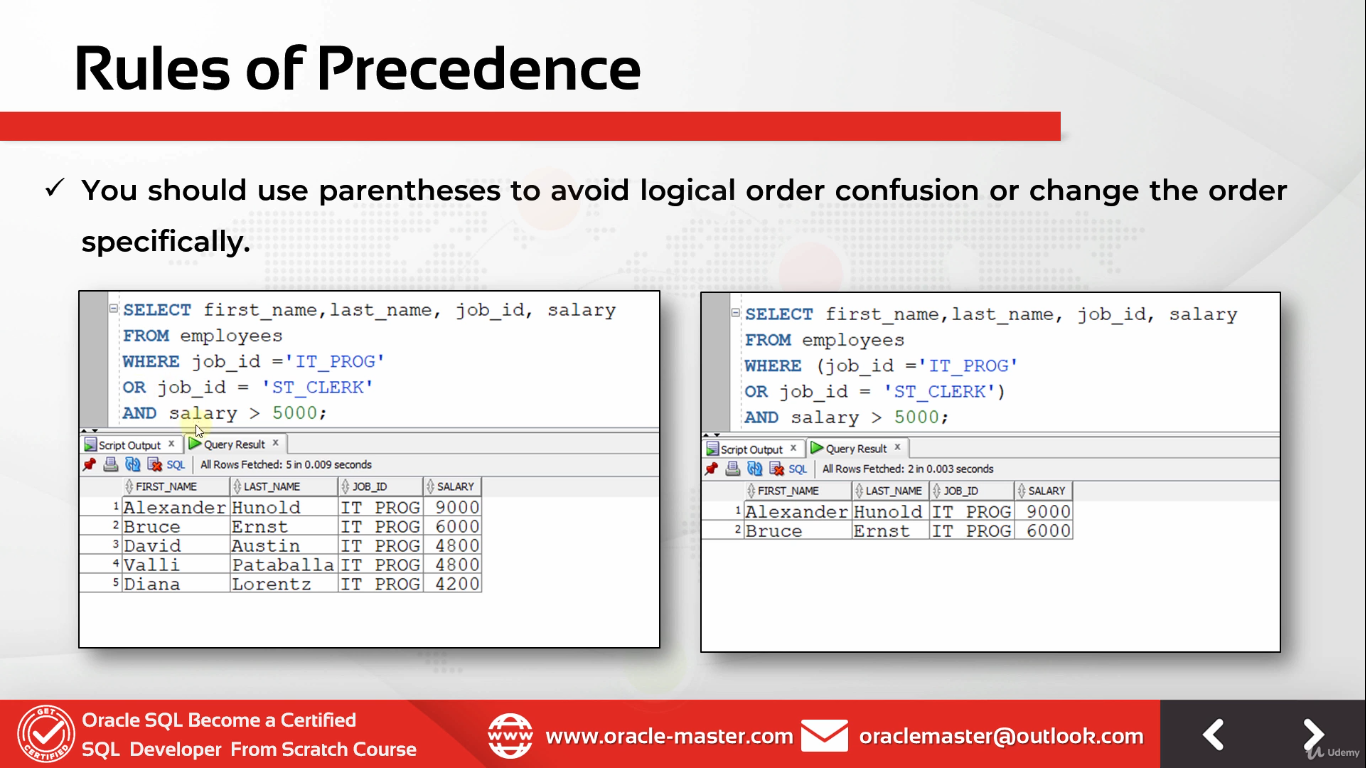 Rules of Precedence
✓ You should use parentheses to avoid logical order confusion or change the order
specifically.
SELECT first_name,last_name, job_id, salary
FROM employees
WHERE job_id ='IT_PROG'
OR job_id = 'ST_CLERK'
AND salary > 5000;
Script Output x Query Result x
SQL | All Rows Fetched: 5 in 0.009 seconds
FIRST_NAME LAST_NAME JOB_ID SALARY
1 Alexander Hunold IT_PROG 9000
2 Bruce Ernst IT_PROG 6000
3 David Austin IT_PROG 4800
4 Valli Pataballa IT_PROG 4800
5 Diana Lorentz IT_PROG 4200
SELECT first_name,last_name, job_id, salary
FROM employees
WHERE (job_id ='IT_PROG'
OR job_id = 'ST_CLERK')
AND salary > 5000;
Script Output x Query Result x
SQL | All Rows Fetched: 2 in 0.003 seconds
FIRST_NAME LAST_NAME JOB_ID SALARY
1 Alexander Hunold IT_PROG 9000
2 Bruce Ernst IT_PROG 6000
GET
CERTIFIED
Oracle SQL Become a Certified
SQL Developer From Scratch Course
WWW
www.oracle-master.com
oraclemaster@outlook.com
Udemy